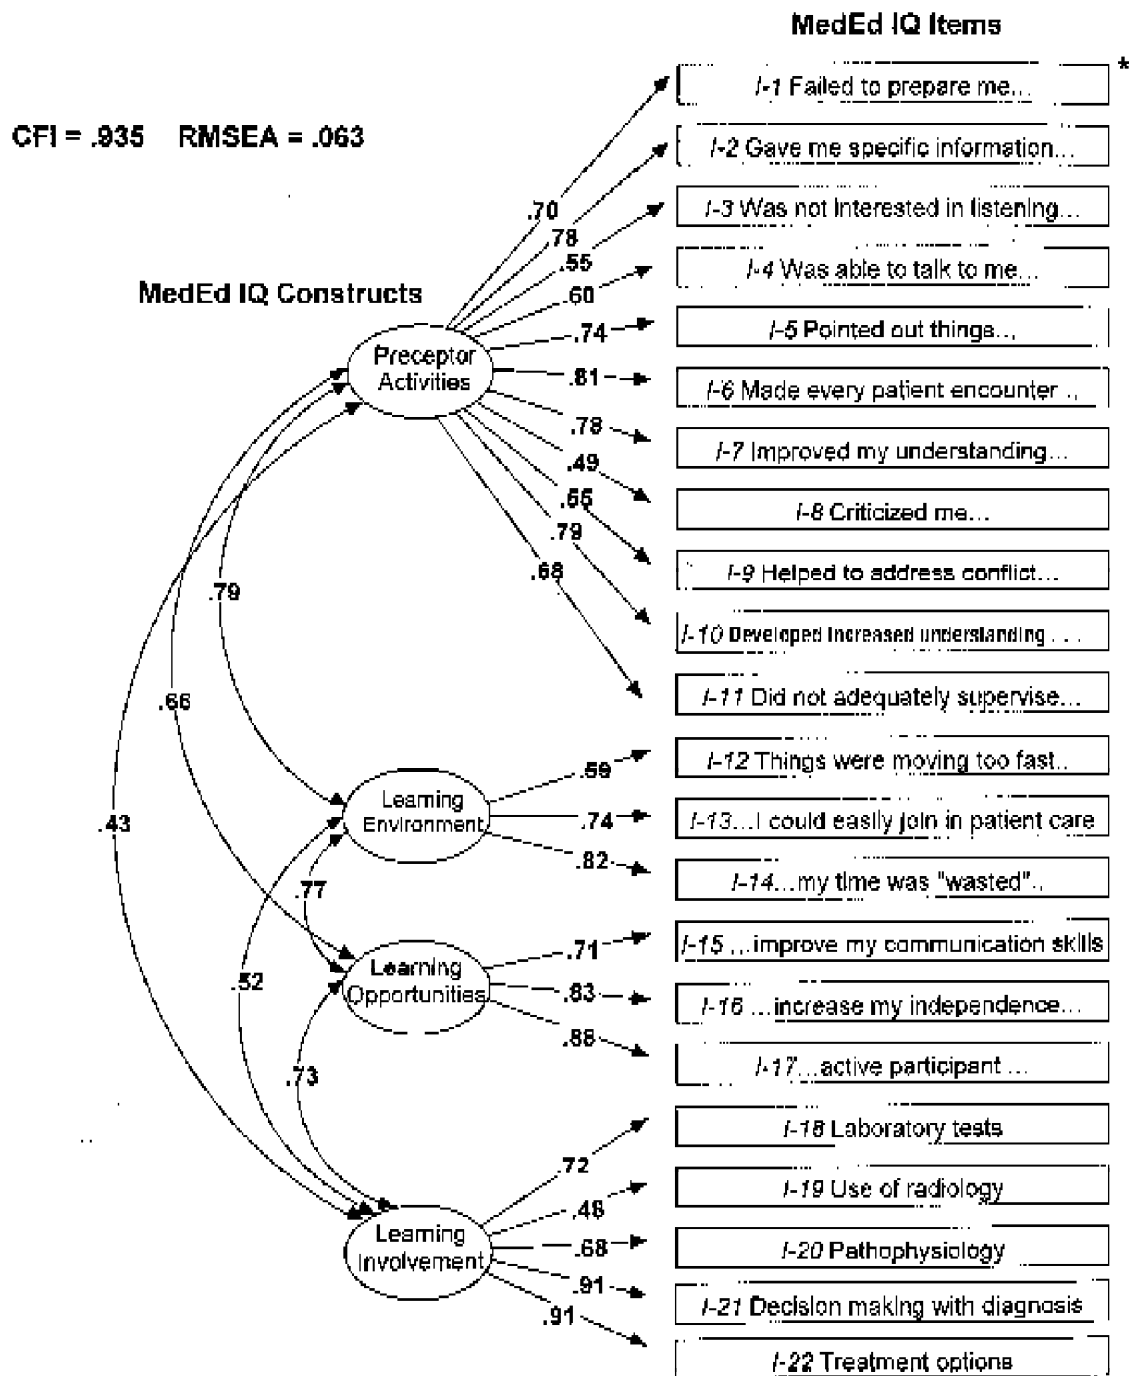 MedEd IQ Items
*
I-1 Failed to prepare me...
CFI = .935 RMSEA = .063
I-2 Gave me specific information...
I-3 Was not interested in listening...
.70
.78
.55
I-4 Was able to talk to me...
MedEd IQ Constructs
.60
I-5 Pointed out things...
.74
Preceptor
Activities
.81
I-6 Made every patient encounter ..
.78
I-7 Improved my understanding...
.49
I-8 Criticized me...
.79
I-9 Helped to address conflict...
.68
.79
I-10 Developed increased understanding . . .
.66
I-11 Did not adequately supervise...
I-12 Things were moving too fast..
.59
Learning
Environment
.74
I-13...I could easily join in patient care
.43
.82
I-14...my time was "wasted"..
.77
.71
I-15 ...improve my communication skills
Learning
Opportunities
.52
.83
I-16 ...increase my independence...
.88
I-17...active participant ...
.73
I-18 Laboratory tests
.72
I-19 Use of radiology
.48
Learning
Involvement
.68
I-20 Pathophysiology
.91
I-21 Decision making with diagnosis
.91
I-22 Treatment options